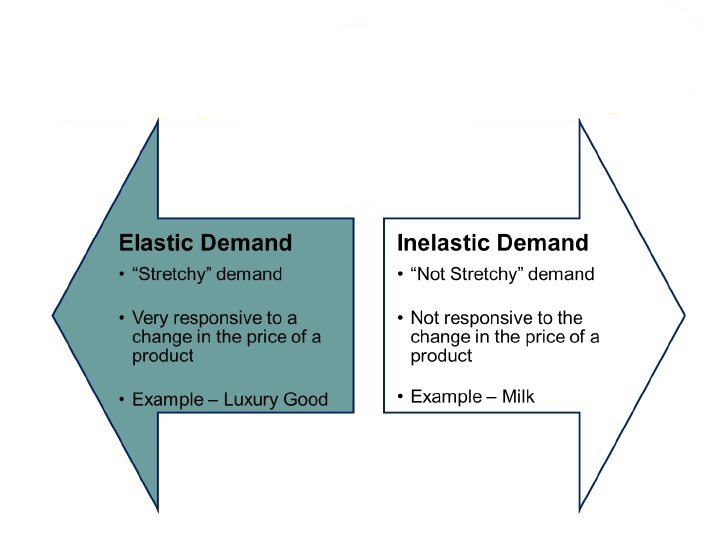 Elastic Demand
• “Stretchy” demand
• Very responsive to a
change in the price of a
product
• Example – Luxury Good
Inelastic Demand
• “Not Stretchy” demand
• Not responsive to the
change in the price of a
product
• Example – Milk